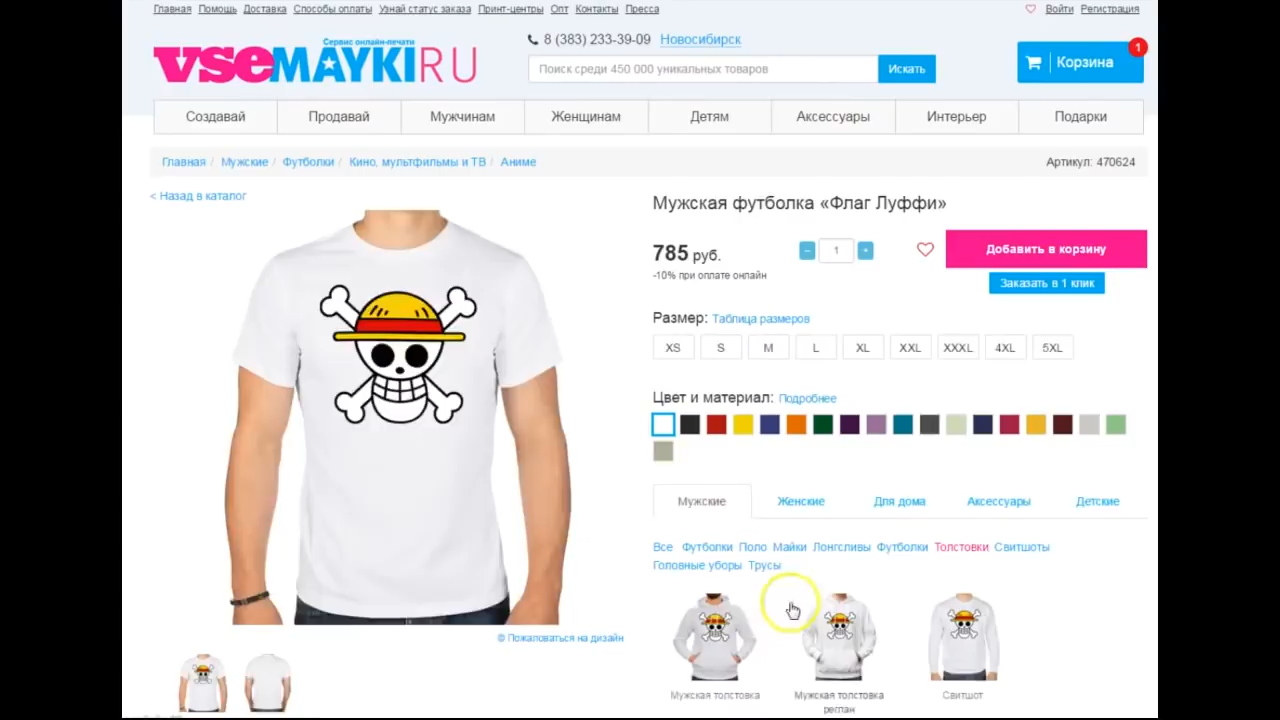 Главная Помощь Доставка Способы оплаты Узнай статус заказа Принт-центры Опт Контакты Пресса Войти Регистрация
Сервис онлайн-печати
vseMAYKIRU
8 (383) 233-39-09 Новосибирск
Поиск среди 450 000 уникальных товаров Искать
Корзина 1
Создавай Продавай Мужчинам Женщинам Детям Аксессуары Интерьер Подарки
Главная / Мужские / Футболки / Кино, мультфильмы и ТВ / Аниме Артикул: 470624
< Назад в каталог
Мужская футболка «Флаг Луффи»
785 руб. - 1 + Добавить в корзину
-10% при оплате онлайн
Заказать в 1 клик
Размер: Таблица размеров
XS S M L XL XXL XXXL 4XL 5XL
Цвет и материал: Подробнее
Мужские Женские Для дома Аксессуары Детские
Все Футболки Поло Майки Лонгсливы Футболки Толстовки Свитшоты
Головные уборы Трусы
© Пожаловаться на дизайн
Мужская толстовка Мужская толстовка реглан Свитшот